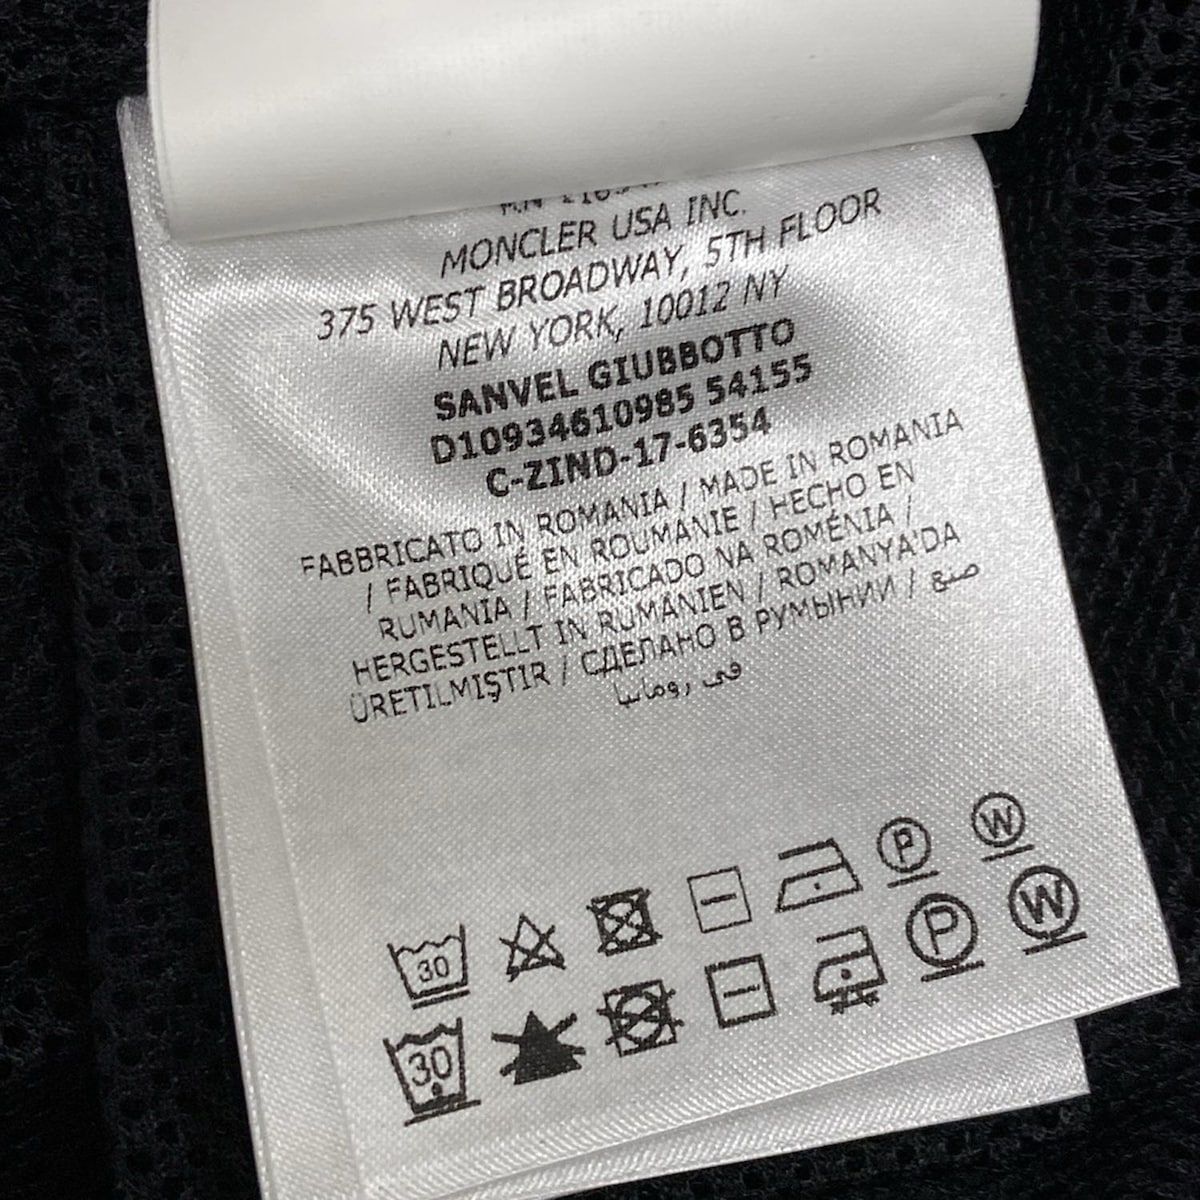 MONCLER USA INC.
375 WEST BROADWAY, 5TH FLOOR
NEW YORK, 10012 NY
SANVEL GIUBBOTTO
D10934610985 54155
C-ZIND-17-6354
FABBRICATO IN ROMANIA / MADE IN ROMANIA
/ FABRIQUÉ EN ROUMANIE / HECHO EN
RUMANIA / FABRICADO NA ROMÉNIA /
HERGESTELLT IN RUMÄNIEN / ROMANYA'DA
ÜRETILMIŞTIR / СДЕЛАНО В РУМЫНИИ / صنع
في رومانيا
30 P W
30 P W